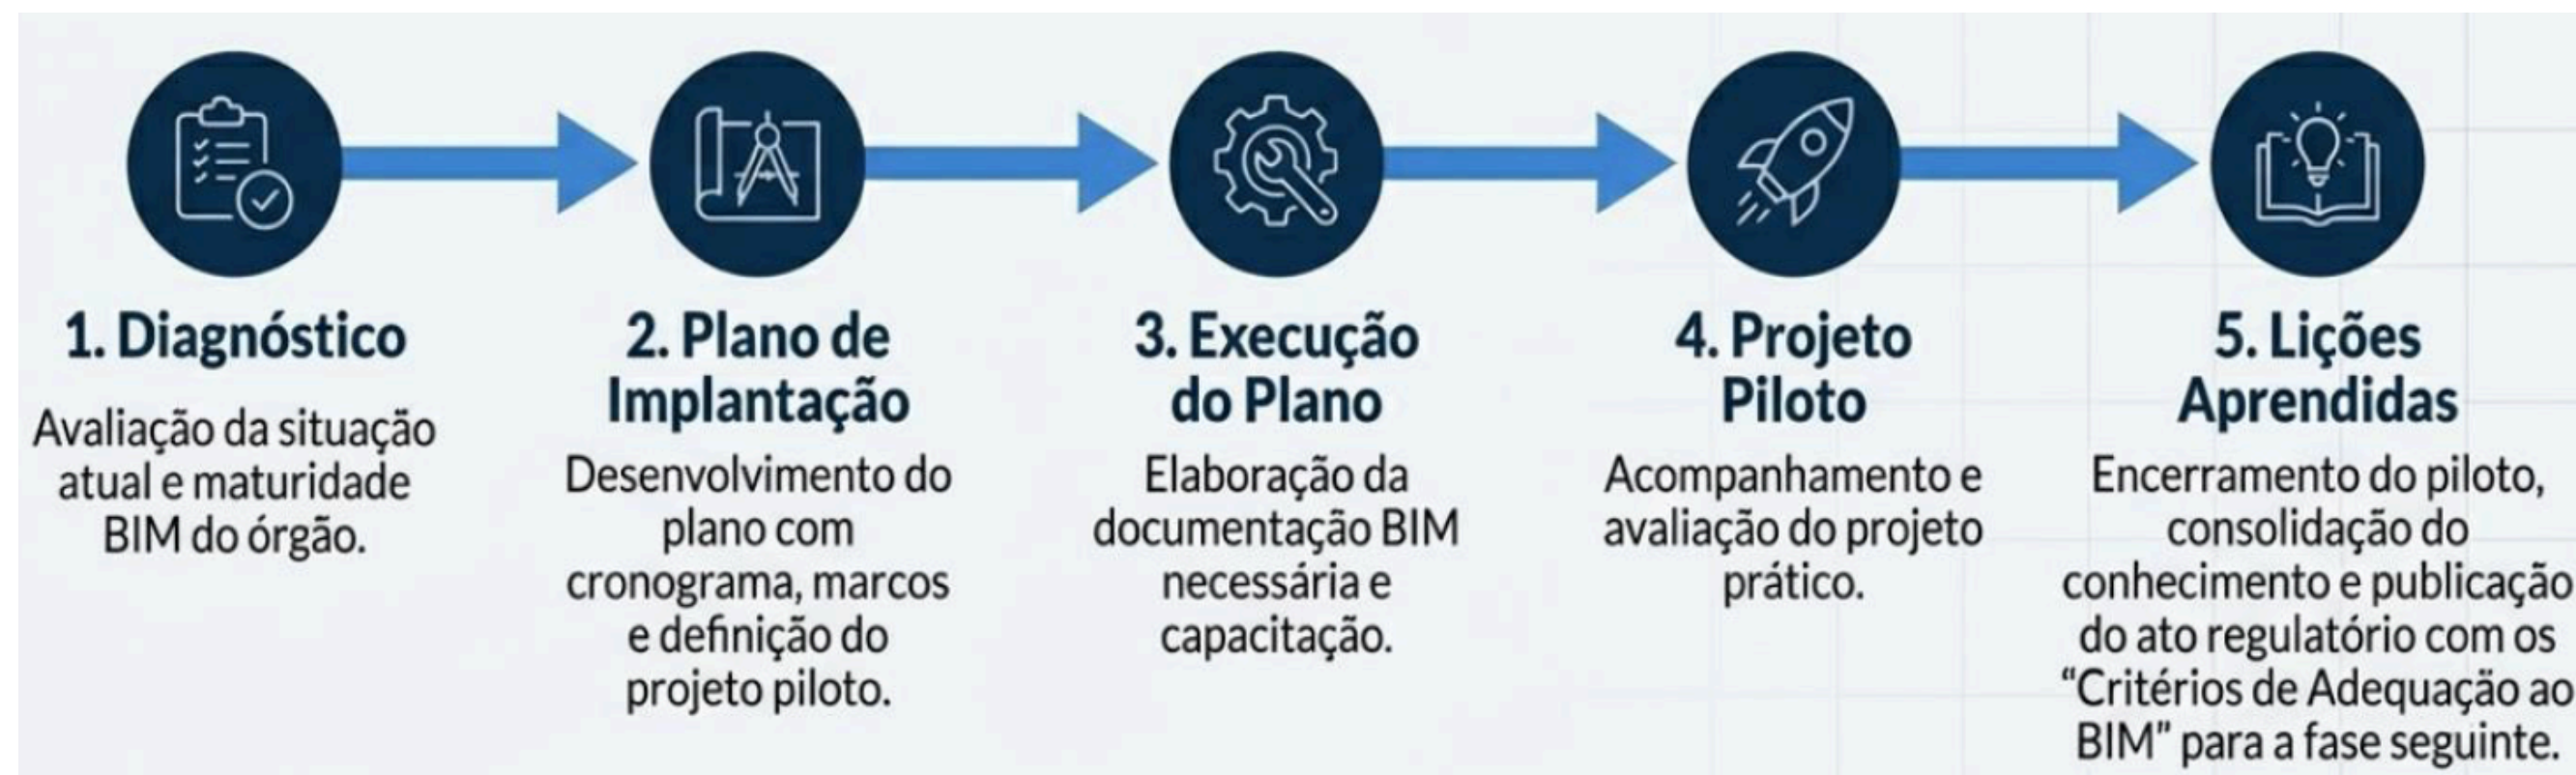 1. Diagnóstico
Avaliação da situação
atual e maturidade
BIM do órgão.
2. Plano de
Implantação
Desenvolvimento do
plano com
cronograma, marcos
e definição do
projeto piloto.
3. Execução
do Plano
Elaboração da
documentação BIM
necessária e
capacitação.
4. Projeto
Piloto
Acompanhamento e
avaliação do projeto
prático.
5. Lições
Aprendidas
Encerramento do piloto,
consolidação do
conhecimento e publicação
do ato regulatório com os
“Critérios de Adequação ao
BIM” para a fase seguinte.